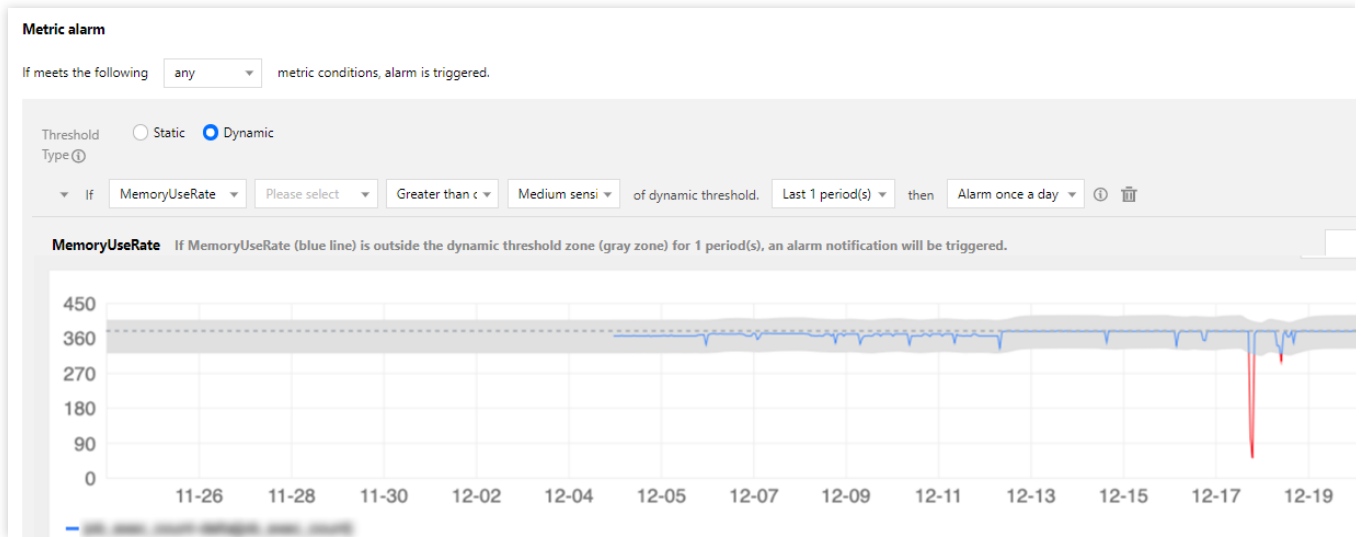 Metric alarm
If meets the following any metric conditions, alarm is triggered.
Threshold Type Static Dynamic
If MemoryUseRate Please select Greater than c Medium sensi of dynamic threshold. Last 1 period(s) then Alarm once a day
MemoryUseRate If MemoryUseRate (blue line) is outside the dynamic threshold zone (gray zone) for 1 period(s), an alarm notification will be triggered.
450
360
270
180
90
0
11-26 11-28 11-30 12-02 12-04 12-05 12-07 12-09 12-11 12-13 12-15 12-17 12-19